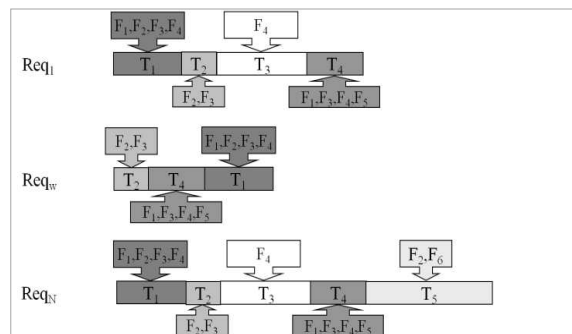 F₁,F₂,F₃,F₄ F₄
Req₁ T₁ T₂ T₃ T₄
F₂,F₃ F₁,F₃,F₄,F₅
F₂,F₃ F₁,F₂,F₃,F₄
Req_w T₂ T₄ T₁
F₁,F₃,F₄,F₅
F₁,F₂,F₃,F₄ F₄ F₂,F₆
Req_N T₁ T₂ T₃ T₄ T₅
F₂,F₃ F₁,F₃,F₄,F₅